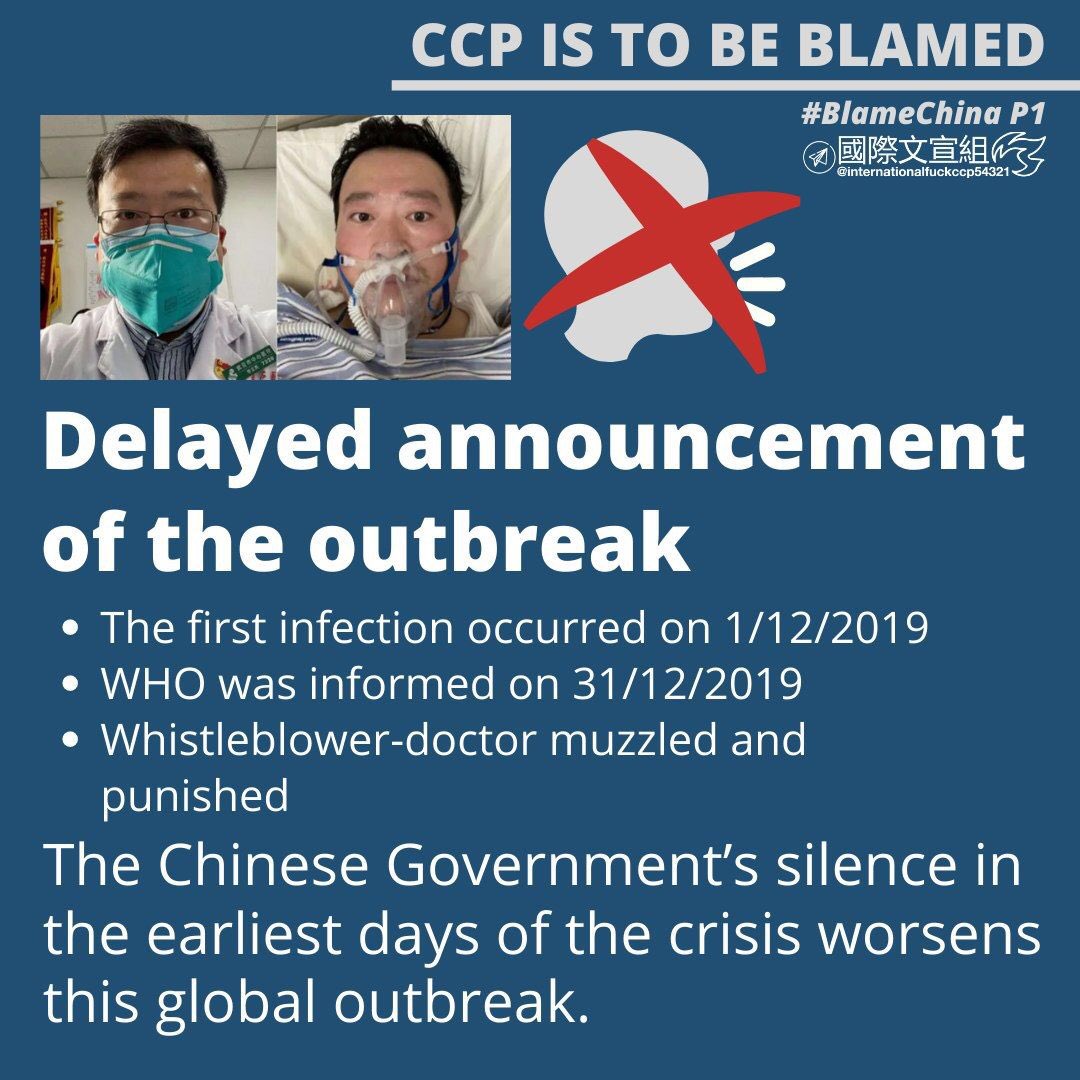 CCP IS TO BE BLAMED
#BlameChina P1
國際文宣組
@internationalfuckccp54321
Delayed announcement
of the outbreak
• The first infection occurred on 1/12/2019
• WHO was informed on 31/12/2019
• Whistleblower-doctor muzzled and
punished
The Chinese Government’s silence in
the earliest days of the crisis worsens
this global outbreak.